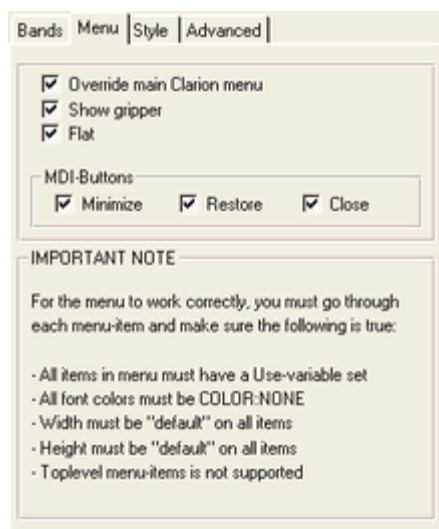 Bands Menu Style Advanced
Override main Clarion menu
Show gripper
Flat
MDI-Buttons
Minimize Restore Close
IMPORTANT NOTE
For the menu to work correctly, you must go through
each menu-item and make sure the following is true:
- All items in menu must have a Use-variable set
- All font colors must be COLOR:NONE
- Width must be "default" on all items
- Height must be "default" on all items
- Toplevel menu-items is not supported